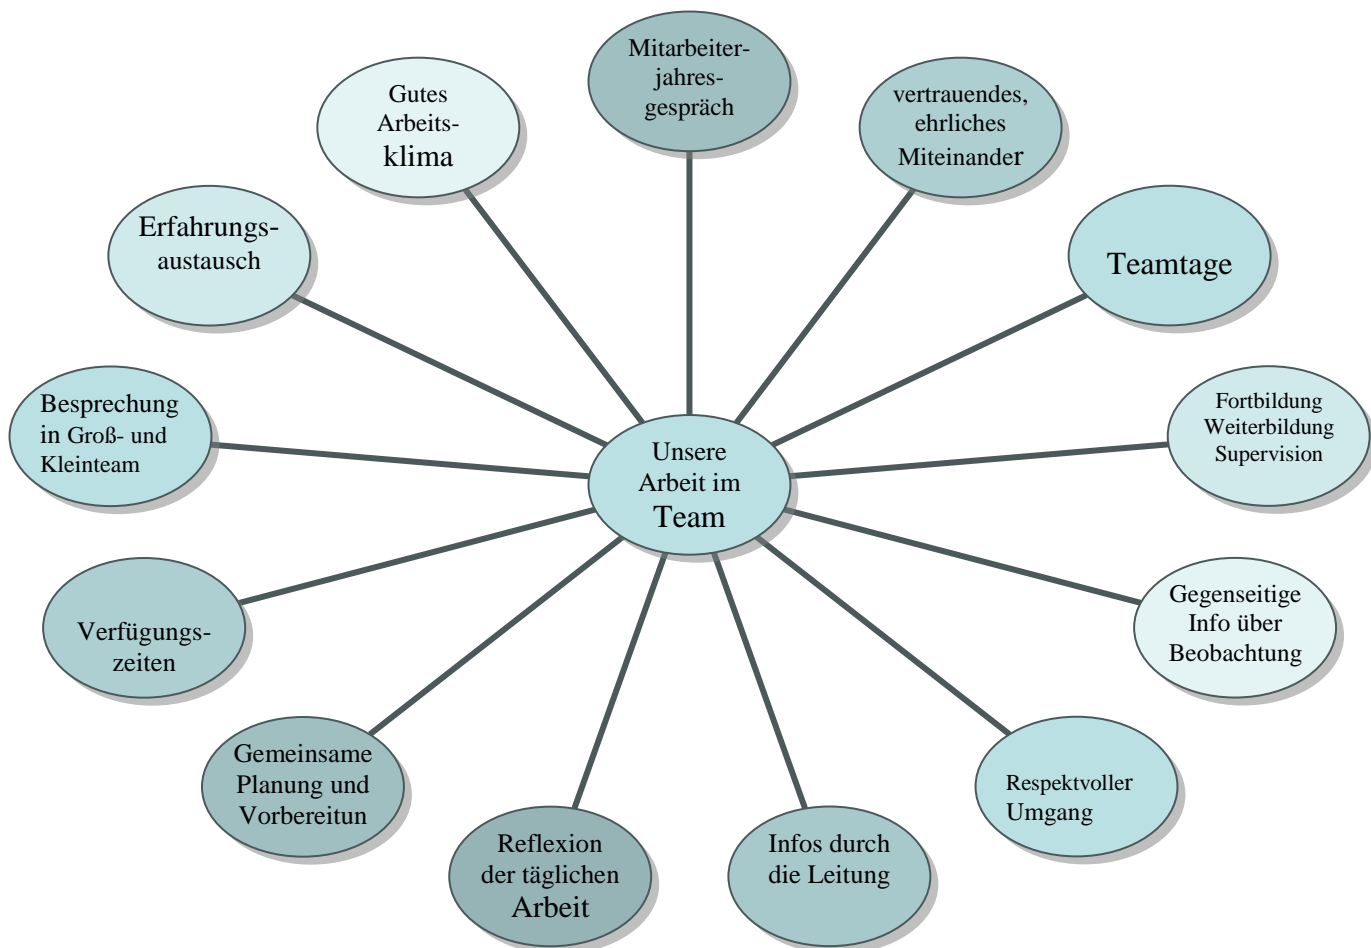 Mitarbeiter-
jahres-
gespräch
Gutes
Arbeits-
klima
vertrauendes,
ehrliches
Miteinander
Erfahrungs-
austausch
Teamtage
Besprechung
in Groß- und
Kleinteam
Fortbildung
Weiterbildung
Supervision
Unsere
Arbeit im
Team
Verfügungs-
zeiten
Gegenseitige
Info über
Beobachtung
Gemeinsame
Planung und
Vorbereitun
Respektvoller
Umgang
Reflexion
der täglichen
Arbeit
Infos durch
die Leitung